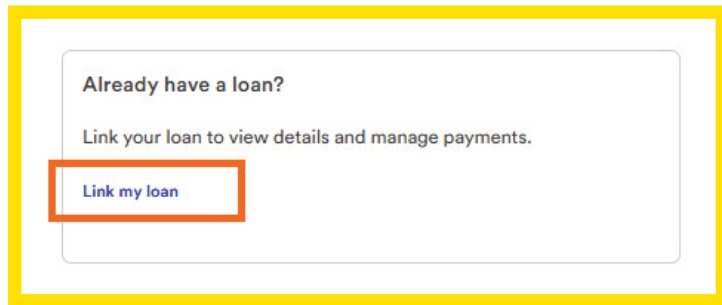 Already have a loan?
Link your loan to view details and manage payments.
Link my loan